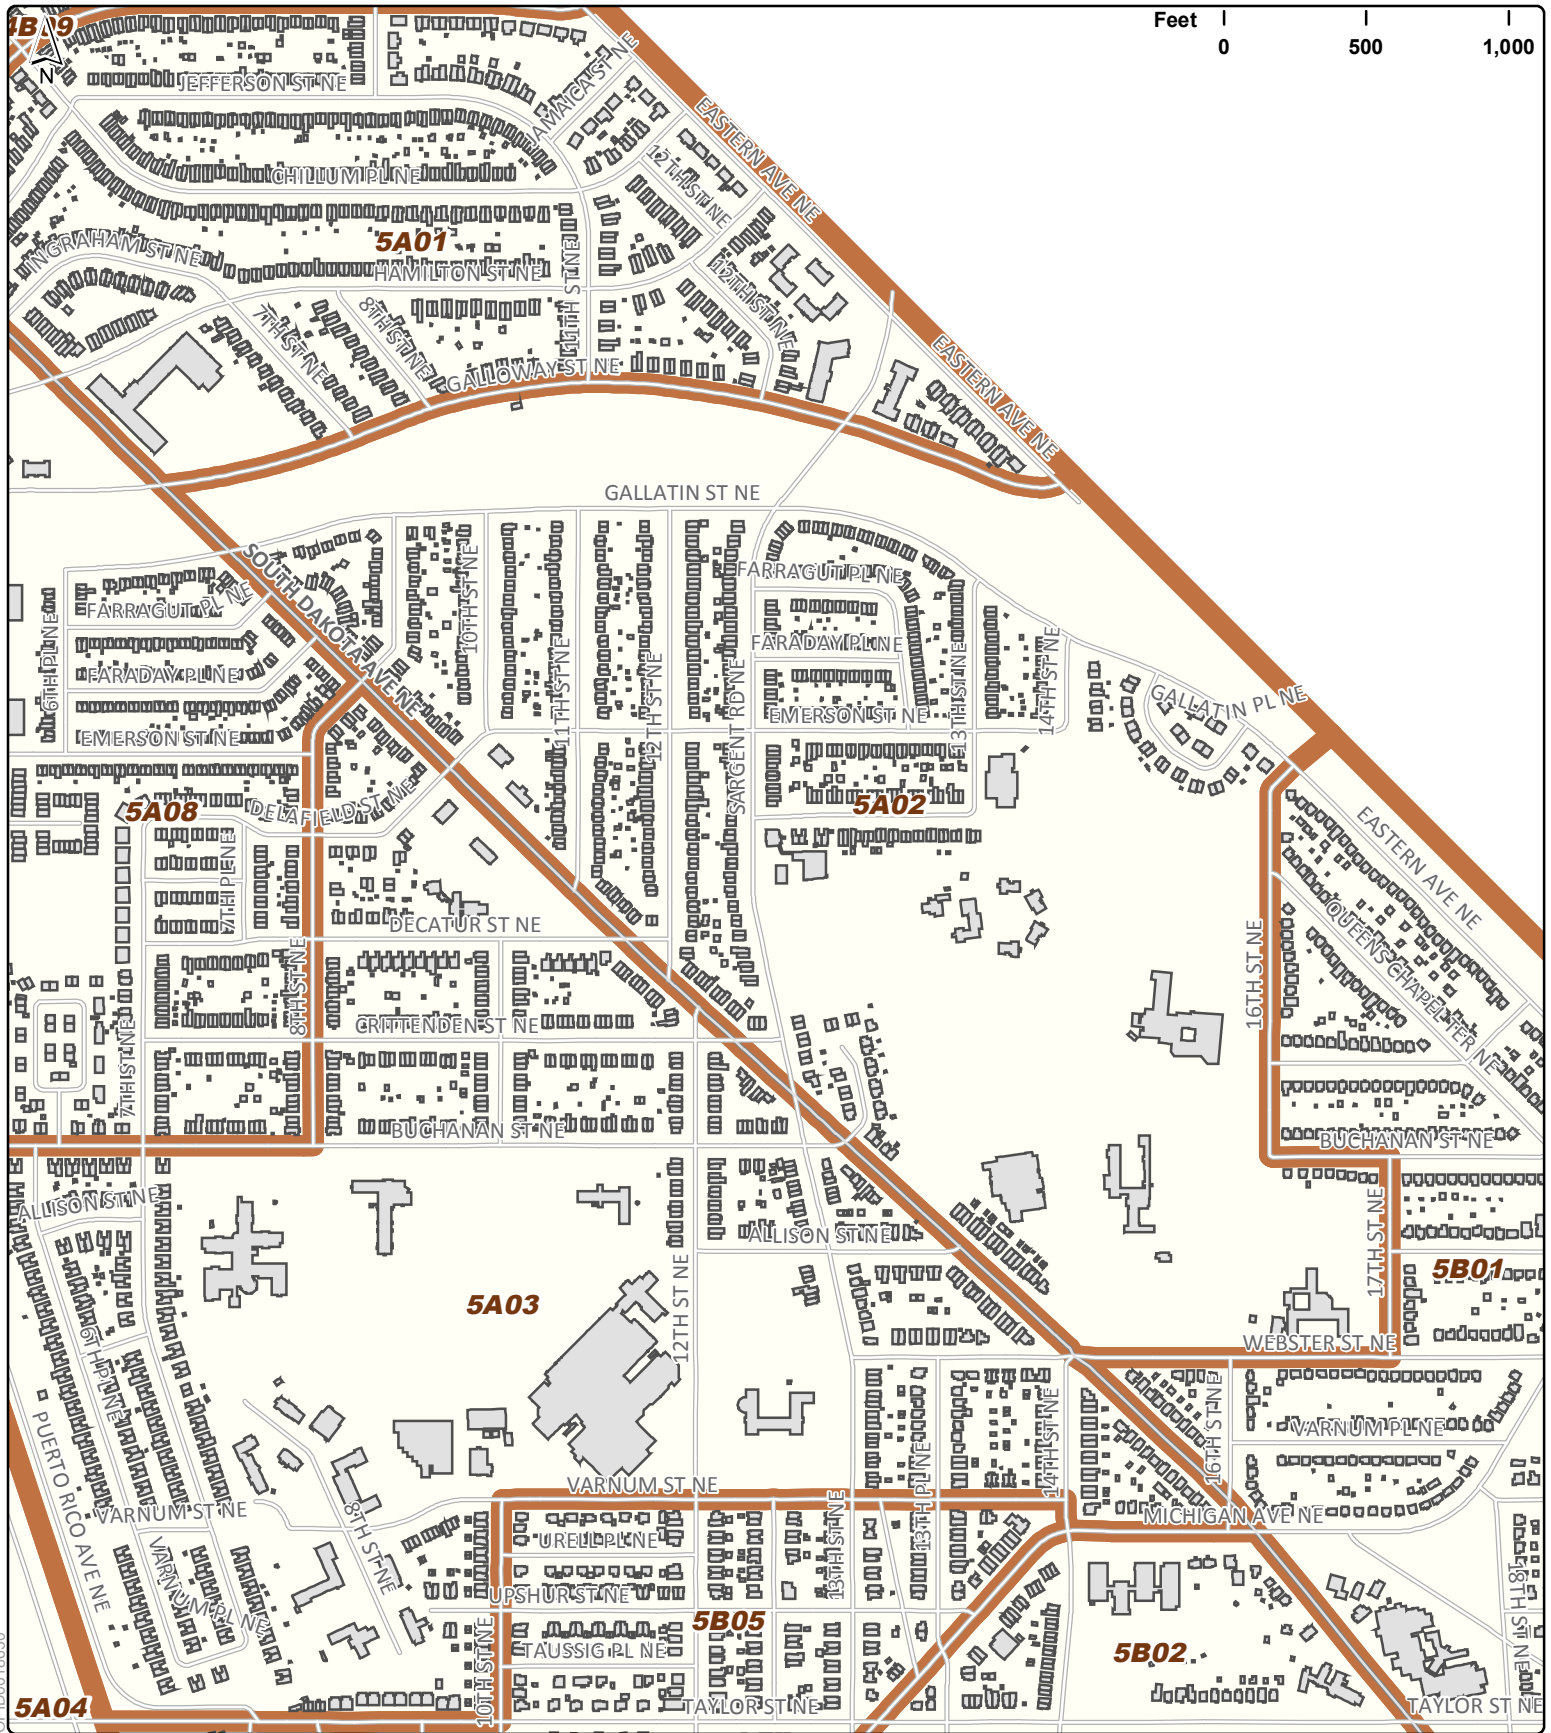 4B09
N
Feet
0
500
1,000
JEFFERSON ST NE
JAMAICA ST NE
EASTERN AVE NE
12TH ST NE
CHILLUM PL NE
5A01
INGRAHAM ST NE
HAMILTON ST NE
11TH ST NE
12TH ST NE
7TH ST NE
8TH ST NE
GALLOWAY ST NE
EASTERN AVE NE
GALLATIN ST NE
SOUTH DAKOTA AVE NE
10TH ST NE
FARRAGUT PL NE
FARRAGUT PL NE
6TH PL NE
FARADAY PL NE
FARADAY PL NE
11TH ST NE
12TH ST NE
SARGENT RD NE
13TH ST NE
14TH ST NE
GALLATIN PL NE
EMERSON ST NE
EMERSON ST NE
5A08
DELAFIELD ST NE
5A02
7TH PL NE
EASTERN AVE NE
QUEENS CHAPEL TER NE
DECATUR ST NE
16TH ST NE
8TH ST NE
7TH ST NE
CRITTENDEN ST NE
BUCHANAN ST NE
BUCHANAN ST NE
ALLISON ST NE
17TH ST NE
ALLISON ST NE
5B01
5A03
12TH ST NE
6TH PL NE
WEBSTER ST NE
PUERTO RICO AVE NE
14TH ST NE
16TH ST NE
VARNUM PL NE
13TH PL NE
VARNUM ST NE
VARNUM ST NE
8TH ST NE
13TH ST NE
MICHIGAN AVE NE
VARNUM PL NE
URELL PL NE
UPSHUR ST NE
18TH ST NE
5B05
TAUSSIG PL NE
5B02
10TH ST NE
5A04
TAYLOR ST NE
TAYLOR ST NE